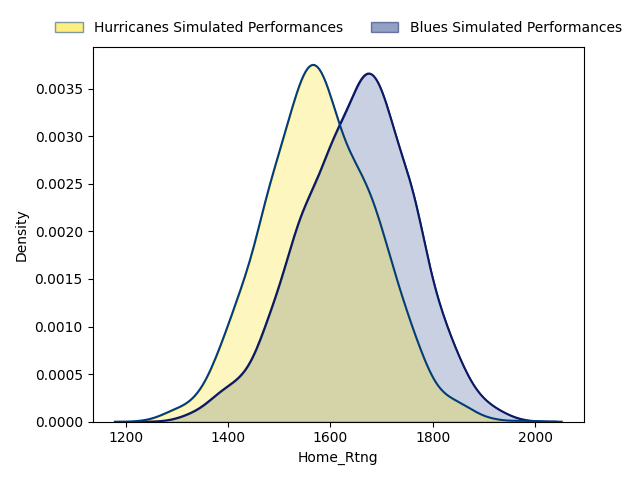 Hurricanes Simulated Performances
Blues Simulated Performances
0.0035
0.0030
0.0025
0.0020
0.0015
0.0010
0.0005
0.0000
Density
1200 1400 1600 1800 2000
Home_Rtng